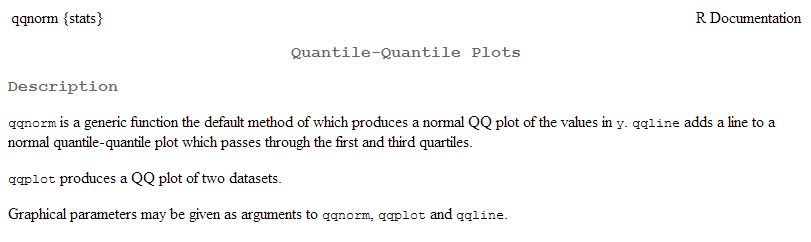 qqnorm {stats} R Documentation
Quantile-Quantile Plots
Description
qqnorm is a generic function the default method of which produces a normal QQ plot of the values in y. qqline adds a line to a
normal quantile-quantile plot which passes through the first and third quartiles.
qqplot produces a QQ plot of two datasets.
Graphical parameters may be given as arguments to qqnorm, qqplot and qqline.